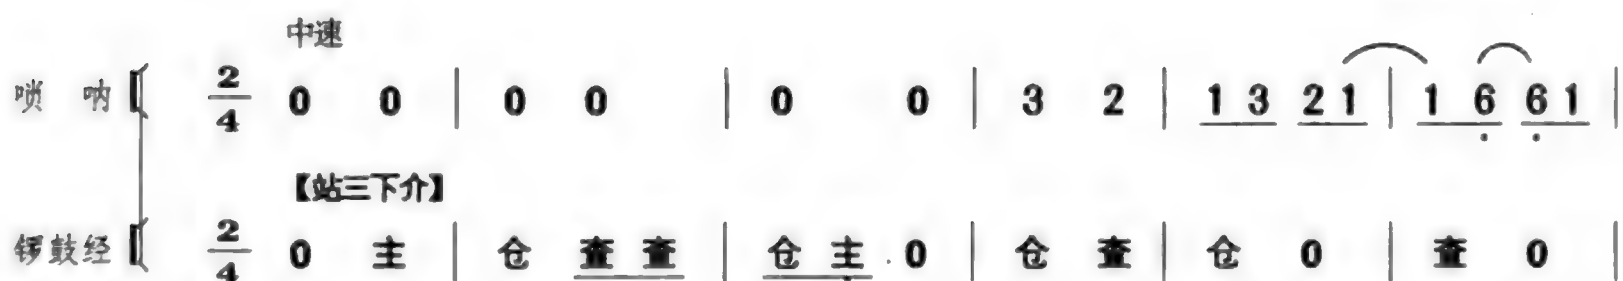 中速
唢呐 2/4 0 0 | 0 0 | 0 0 | 3 2 | 1 3 2 1 | 1 6̣ 6̣ 1 |
【站三下介】
锣鼓经 2/4 0 主 | 仓 查 查 | 仓 主 0 | 仓 查 | 仓 0 | 查 0 |